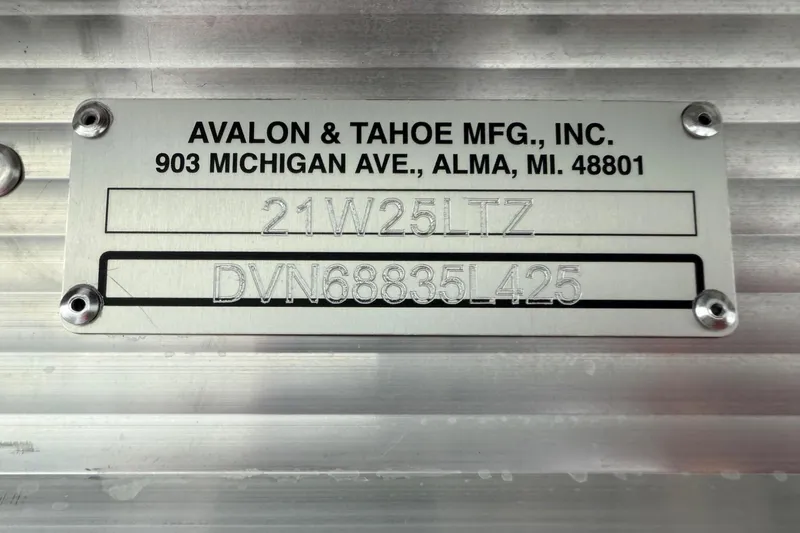 AVALON & TAHOE MFG., INC.
903 MICHIGAN AVE., ALMA, MI. 48801
21W25LTZ
DVN68835L425